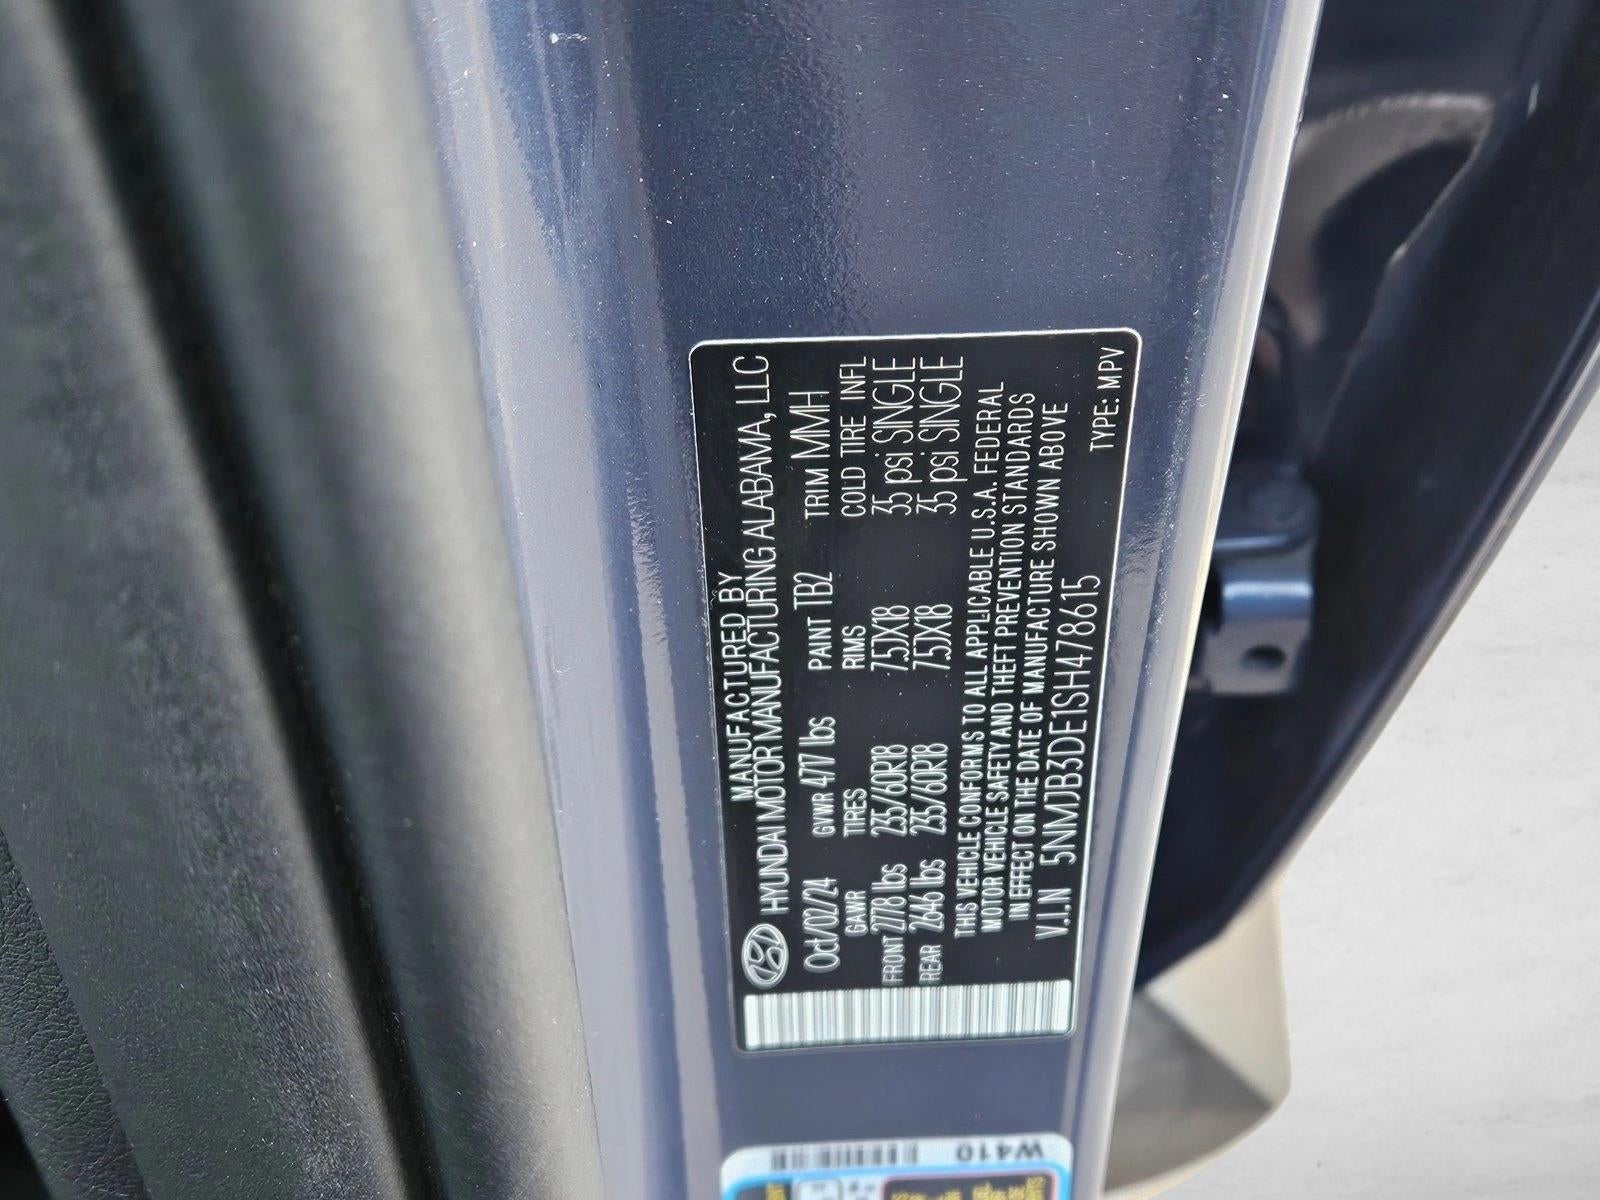 MANUFACTURED BY
HYUNDAI MOTOR MANUFACTURING ALABAMA, LLC
Oct/02/24 GVWR 4717 lbs PAINT TB2 TRIM MMH
GAWR TIRES RIMS COLD TIRE INFL
FRONT 2778 lbs 235/60R18 7.5JX18 35 psi SINGLE
REAR 2646 lbs 235/60R18 7.5JX18 35 psi SINGLE
THIS VEHICLE CONFORMS TO ALL APPLICABLE U.S.A. FEDERAL
MOTOR VEHICLE SAFETY AND THEFT PREVENTION STANDARDS
IN EFFECT ON THE DATE OF MANUFACTURE SHOWN ABOVE
V.I.N 5NMJB3DE1SH478615
TYPE: MPV
W410